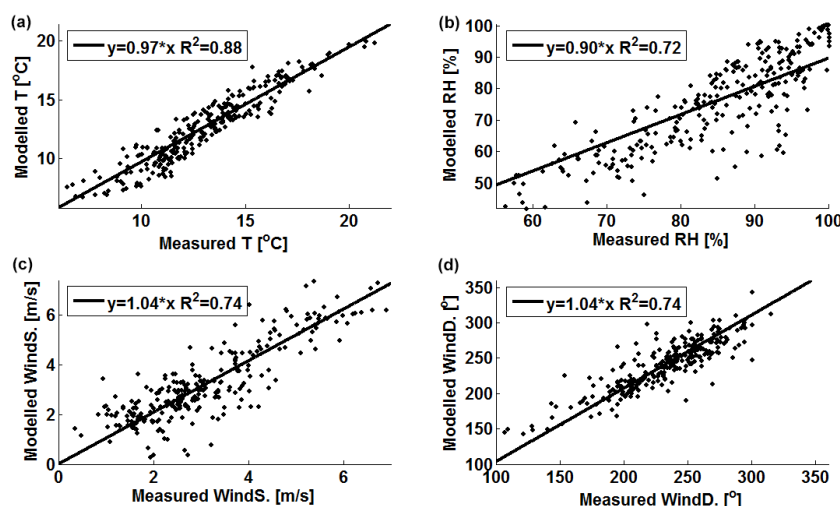 (a)
y=0.97*x R²=0.88
Modelled T [°C]
20
15
10
10 15 20
Measured T [°C]
(b)
y=0.90*x R²=0.72
Modelled RH [%]
100
90
80
70
60
50
60 70 80 90 100
Measured RH [%]
(c)
y=1.04*x R²=0.74
Modelled WindS. [m/s]
6
4
2
0
0 2 4 6
Measured WindS. [m/s]
(d)
y=1.04*x R²=0.74
Modelled WindD. [°]
350
300
250
200
150
100
100 150 200 250 300 350
Measured WindD. [°]